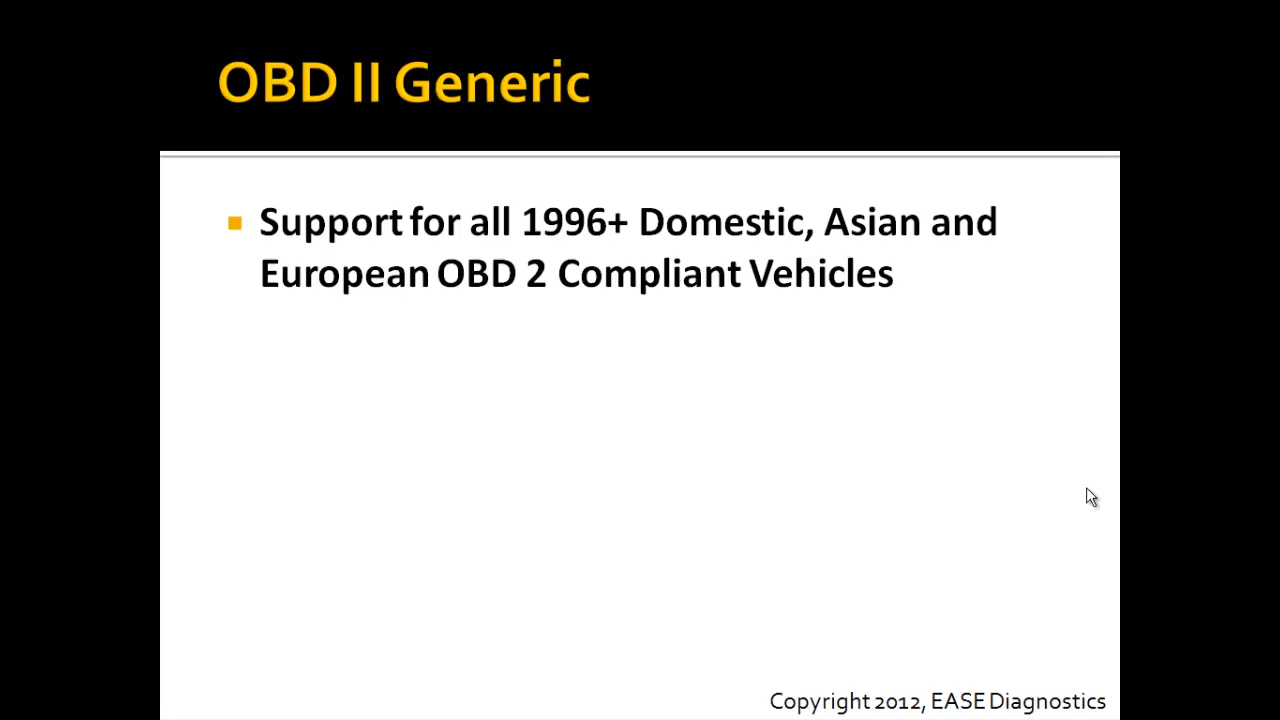 OBD II Generic
Support for all 1996+ Domestic, Asian and
European OBD 2 Compliant Vehicles
Copyright 2012, EASE Diagnostics